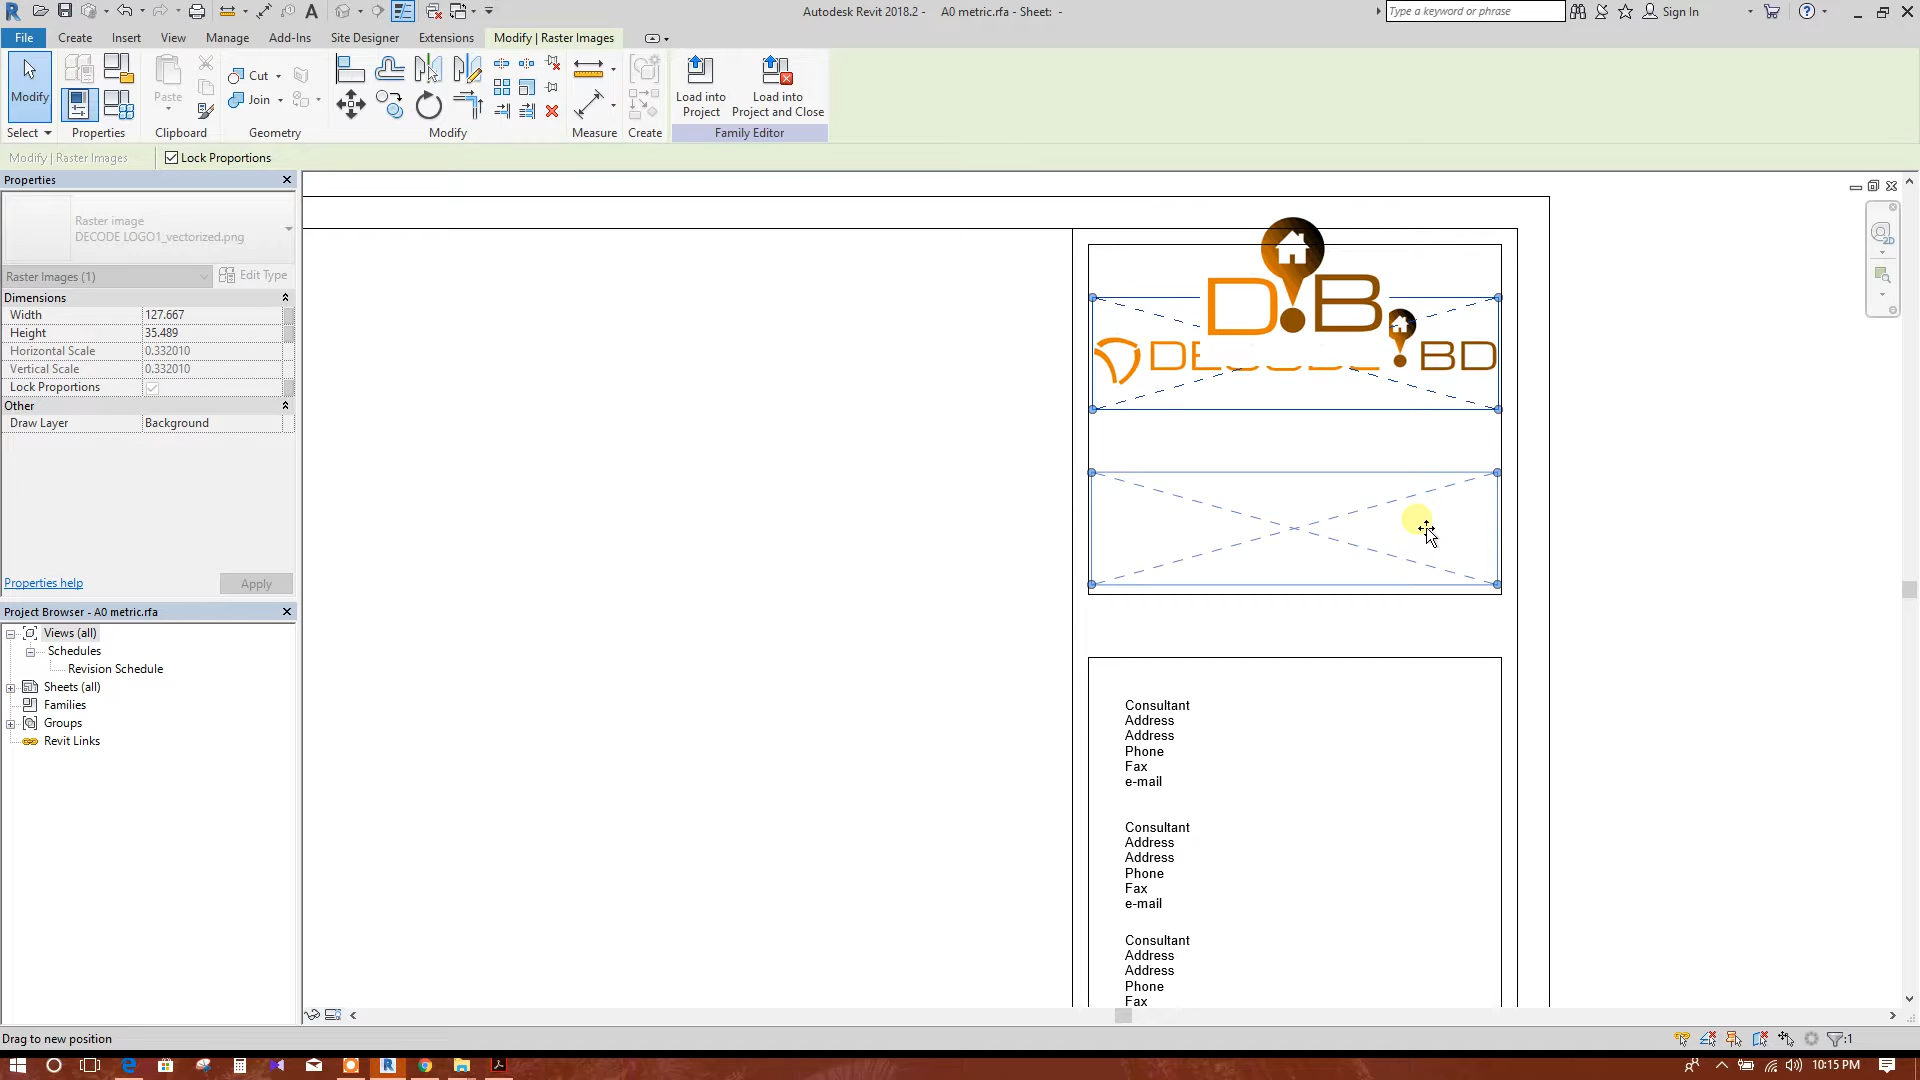 Autodesk Revit 2018.2 - A0 metric.rfa - Sheet: -
Type a keyword or phrase
Sign In
File Create Insert View Manage Add-Ins Site Designer Extensions Modify | Raster Images
Modify
Paste
Cut
Join
Load into Project
Load into Project and Close
Select Properties Clipboard Geometry Modify Measure Create Family Editor
Modify | Raster Images Lock Proportions
Properties
Raster image
DECODE LOGO1_vectorized.png
Raster Images (1) Edit Type
Dimensions
Width 127.667
Height 35.489
Horizontal Scale 0.332010
Vertical Scale 0.332010
Lock Proportions
Other
Draw Layer Background
Properties help Apply
Project Browser - A0 metric.rfa
Views (all)
Schedules
Revision Schedule
Sheets (all)
Families
Groups
Revit Links
D B
DECODE BD
Consultant
Address
Address
Phone
Fax
e-mail
Consultant
Address
Address
Phone
Fax
e-mail
Consultant
Address
Address
Phone
Fax
2D
Drag to new position
:1
10:15 PM